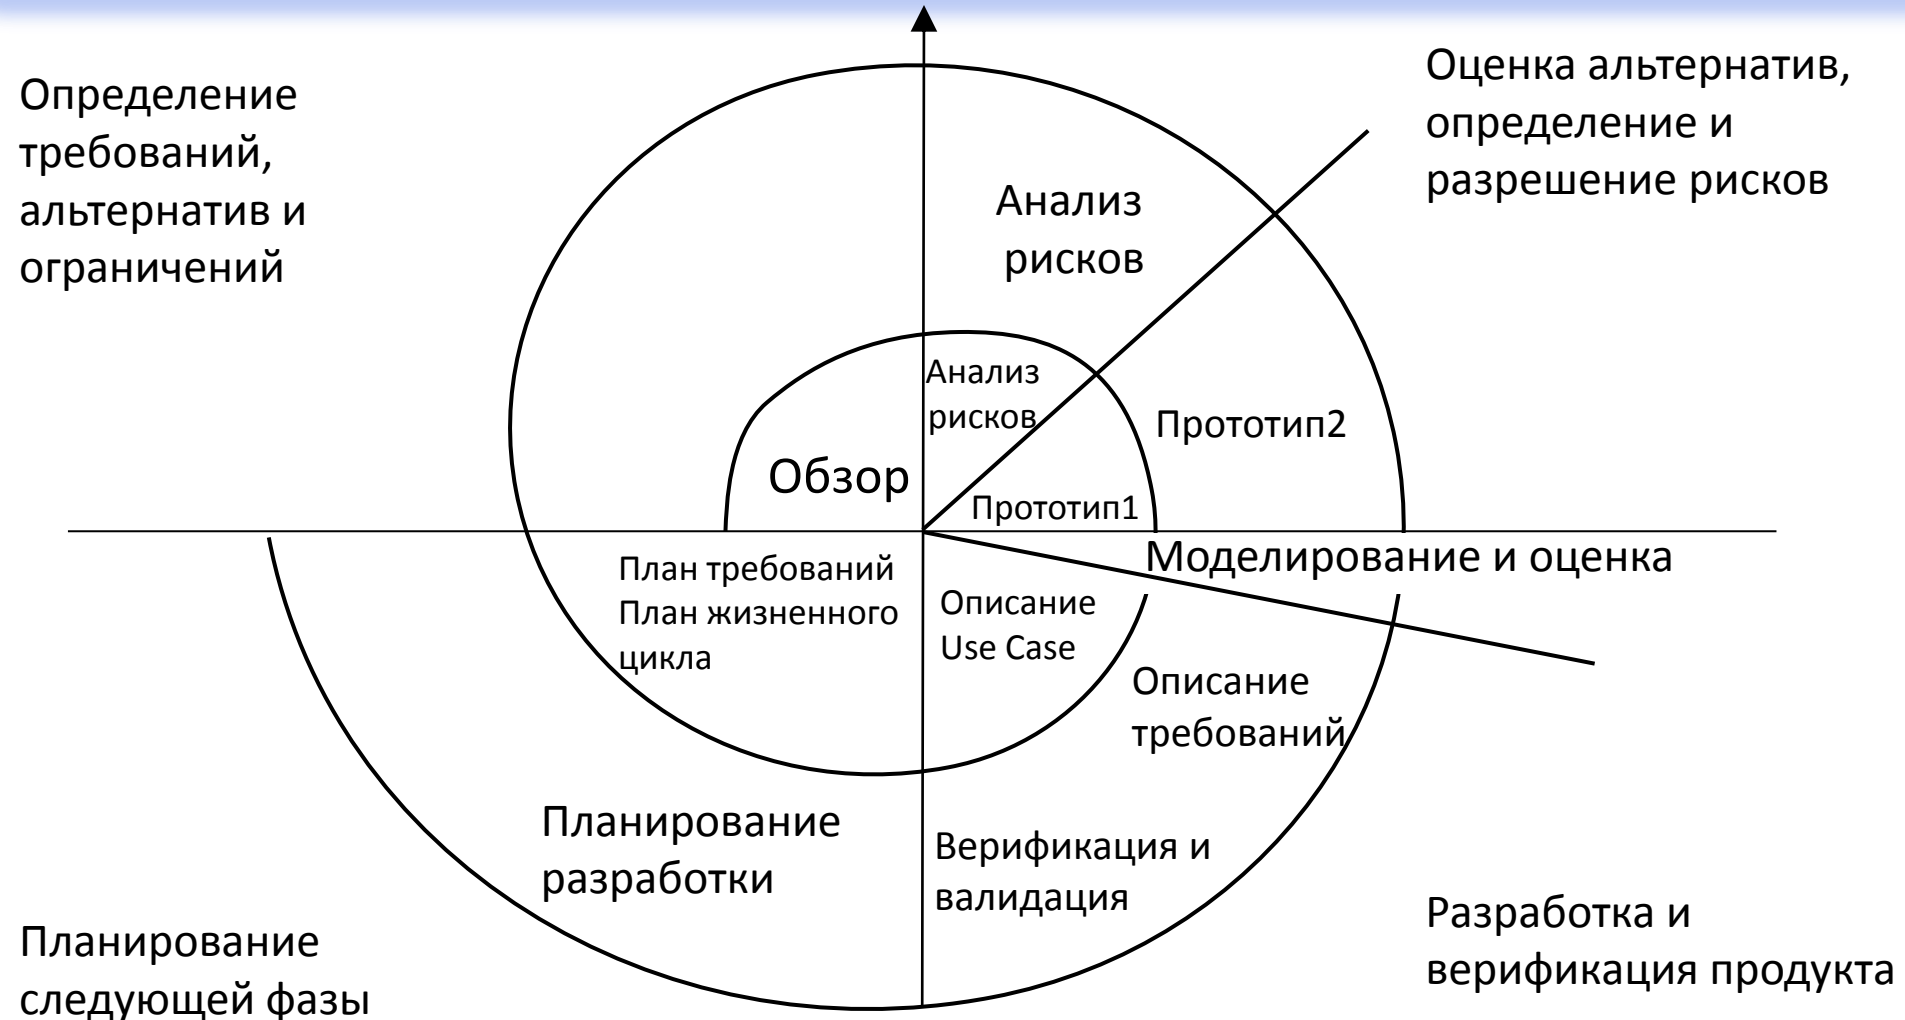 Определение
требований,
альтернатив и
ограничений
Оценка альтернатив,
определение и
разрешение рисков
Анализ
рисков
Анализ
рисков
Прототип2
Обзор
Прототип1
Моделирование и оценка
План требований
План жизненного
цикла
Описание
Use Case
Описание
требований
Планирование
разработки
Верификация и
валидация
Планирование
следующей фазы
Разработка и
верификация продукта